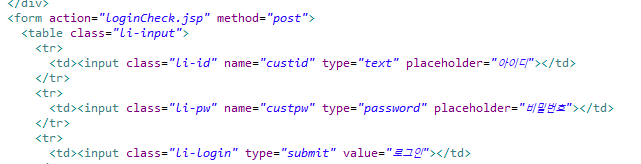 </div>
<form action="loginCheck.jsp" method="post">
<table class="li-input">
<tr>
<td><input class="li-id" name="custid" type="text" placeholder="아이디"></td>
</tr>
<tr>
<td><input class="li-pw" name="custpw" type="password" placeholder="비밀번호"></td>
</tr>
<tr>
<td><input class="li-login" type="submit" value="로그인"></td>